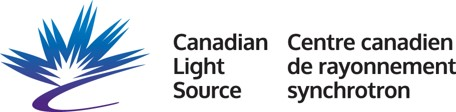 Canadian
Light
Source
Centre canadien
de rayonnement
synchrotron